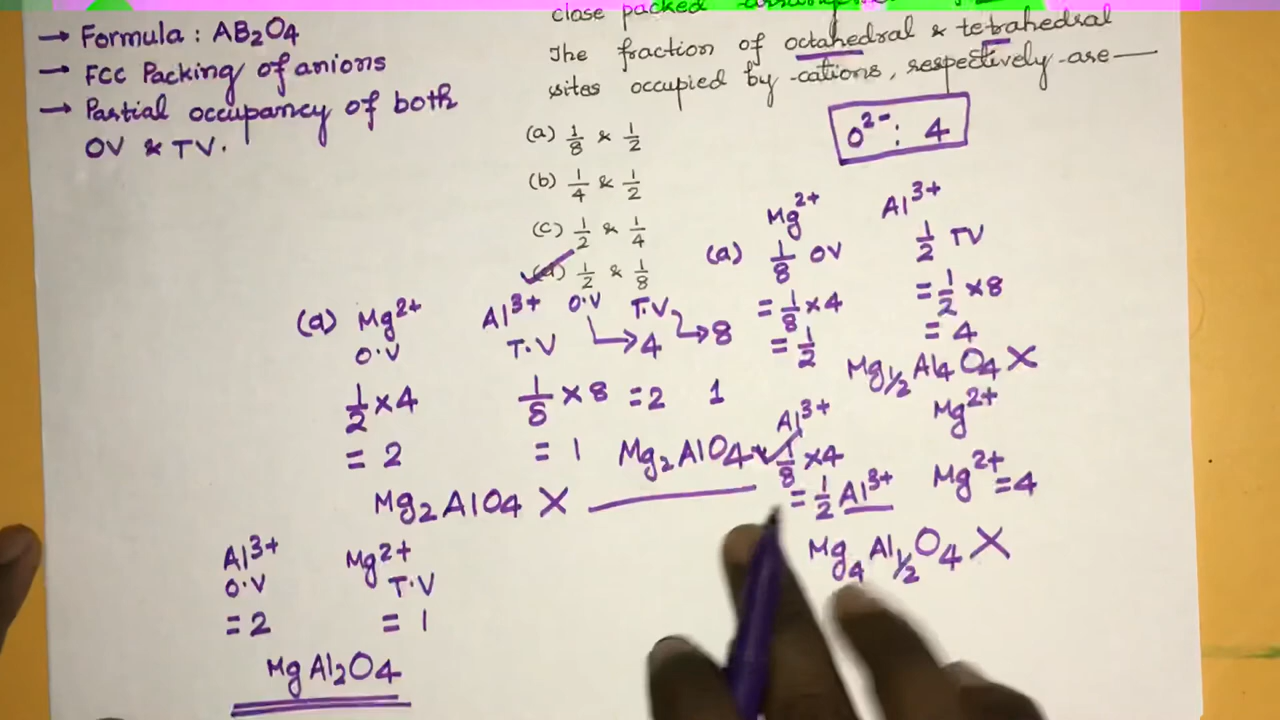 → Formula : AB₂O₄
→ FCC Packing of anions
→ Partial occupancy of both
OV & TV.
close packed
The fraction of octahedral & tetrahedral
sites occupied by cations, respectively are —
(a) 1/8 & 1/2
(b) 1/4 & 1/2
(c) 1/2 & 1/4
(d) 1/2 & 1/8
O²⁻ : 4
Mg²⁺ Al³⁺
(a) 1/8 OV 1/2 TV
= 1/8 × 4 = 1/2 × 8
= 1/2 = 4
Mg1/2 Al4 O4 X
Al³⁺ Mg²⁺
1/8 × 4
= 1/2 Al³⁺ Mg²⁺ = 4
Mg4 Al1/2 O4 X
(d) Mg²⁺ Al³⁺ O.V T.V
O.V T.V → 4 → 8
1/2 × 4 1/8 × 8 = 2 1
= 2 = 1 Mg2AlO4
Mg2AlO4 X
Al³⁺ Mg²⁺
O.V T.V
= 2 = 1
MgAl2O4